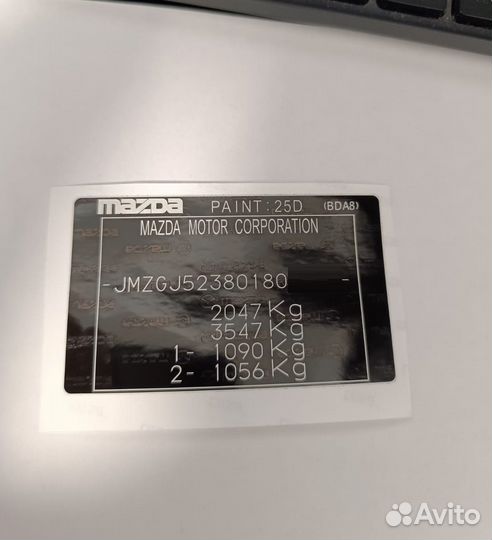 mazda PAINT:25D (BDA8)
MAZDA MOTOR CORPORATION
-JMZGJ52380180 -
2047Kg
3547Kg
1- 1090Kg
2- 1056Kg
Avito